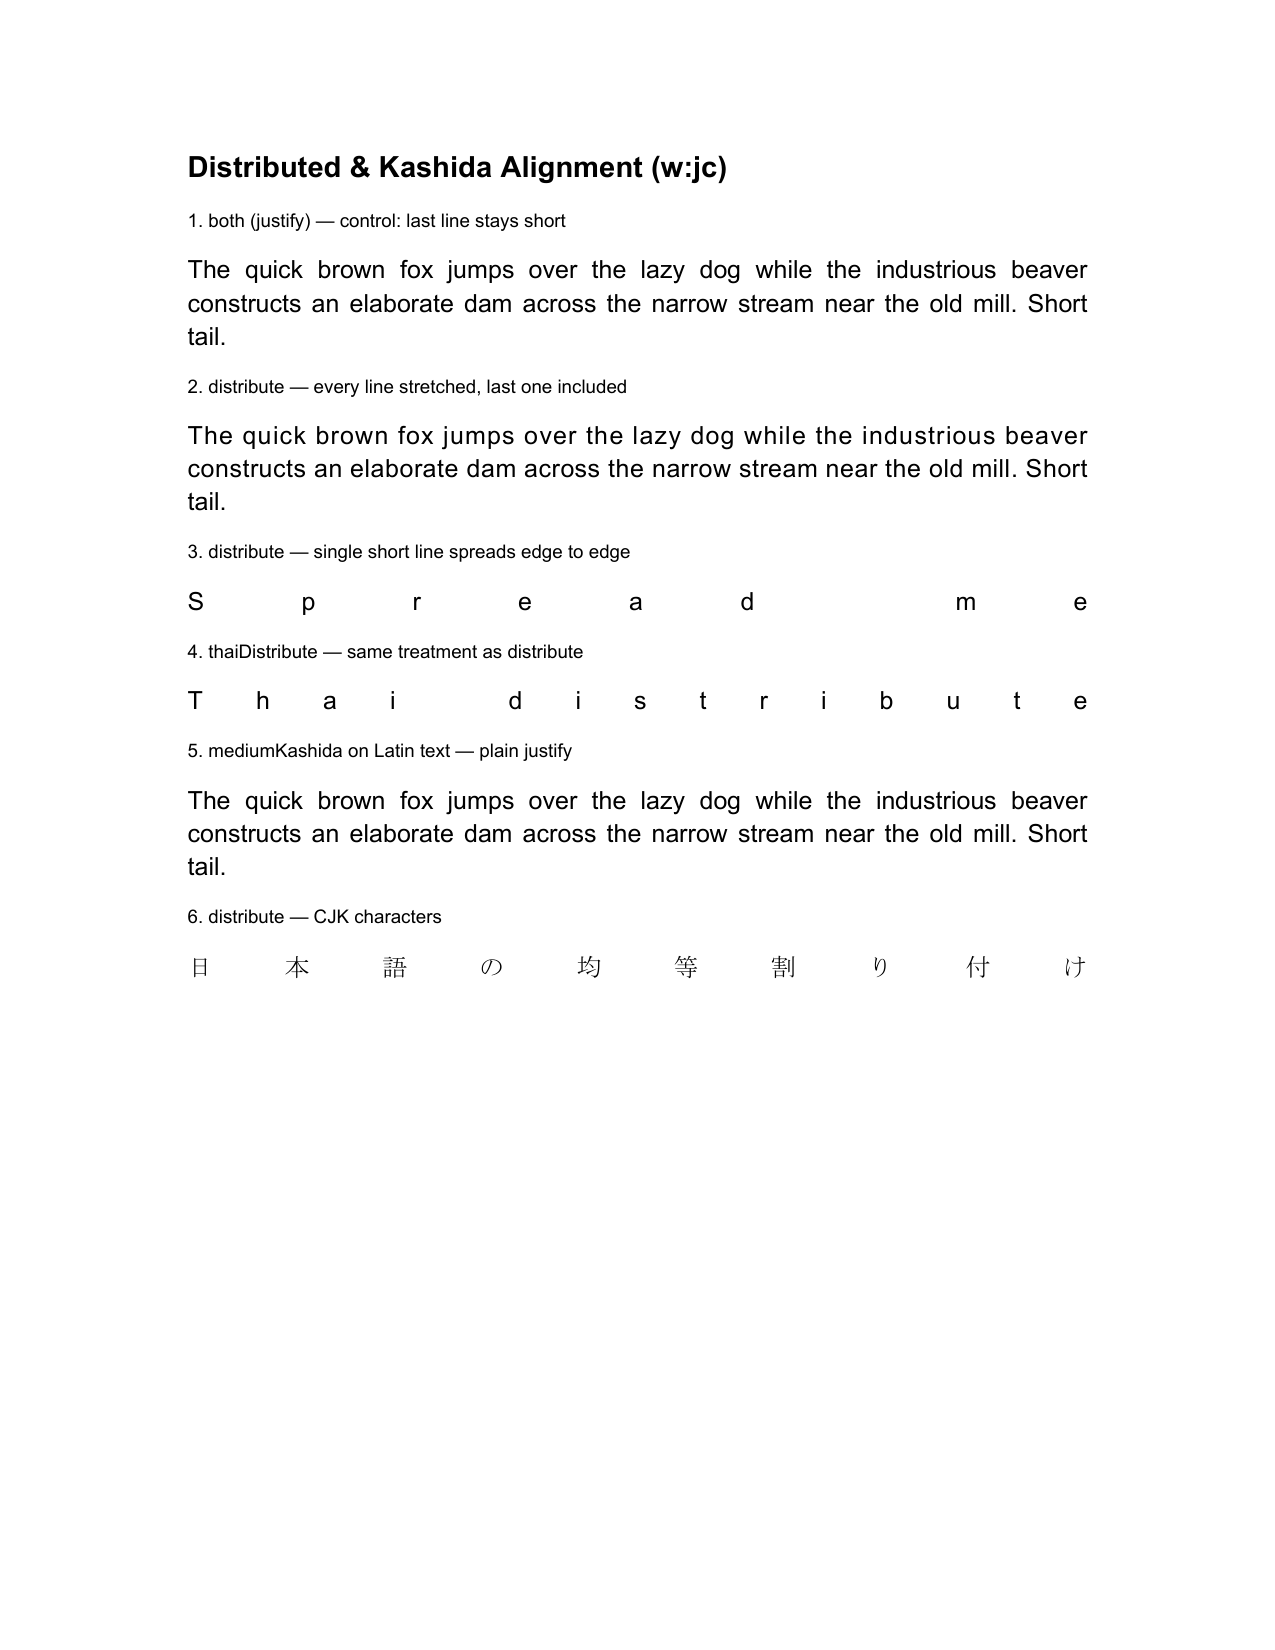 Distributed & Kashida Alignment (w:jc)
1. both (justify) — control: last line stays short
The quick brown fox jumps over the lazy dog while the industrious beaver
constructs an elaborate dam across the narrow stream near the old mill. Short
tail.
2. distribute — every line stretched, last one included
The quick brown fox jumps over the lazy dog while the industrious beaver
constructs an elaborate dam across the narrow stream near the old mill. Short
tail.
3. distribute — single short line spreads edge to edge
Spread me
4. thaiDistribute — same treatment as distribute
Thai distribute
5. mediumKashida on Latin text — plain justify
The quick brown fox jumps over the lazy dog while the industrious beaver
constructs an elaborate dam across the narrow stream near the old mill. Short
tail.
6. distribute — CJK characters
日本語の均等割り付け